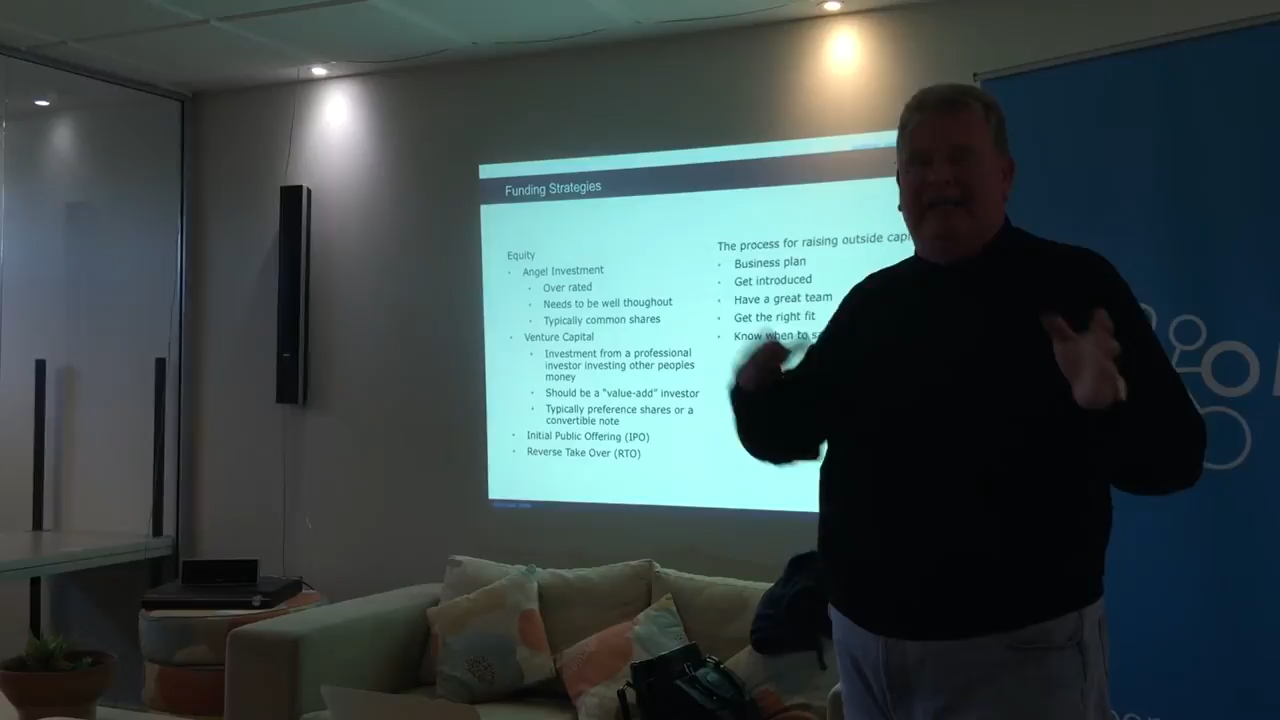 Funding Strategies
Equity
Angel Investment
Over rated
Needs to be well thoughout
Typically common shares
Venture Capital
Investment from a professional
investor investing other peoples
money
Should be a "value-add" investor
Typically preference shares or a
convertible note
Initial Public Offering (IPO)
Reverse Take Over (RTO)
The process for raising outside
Business plan
Get introduced
Have a great team
Get the right fit
Know when to